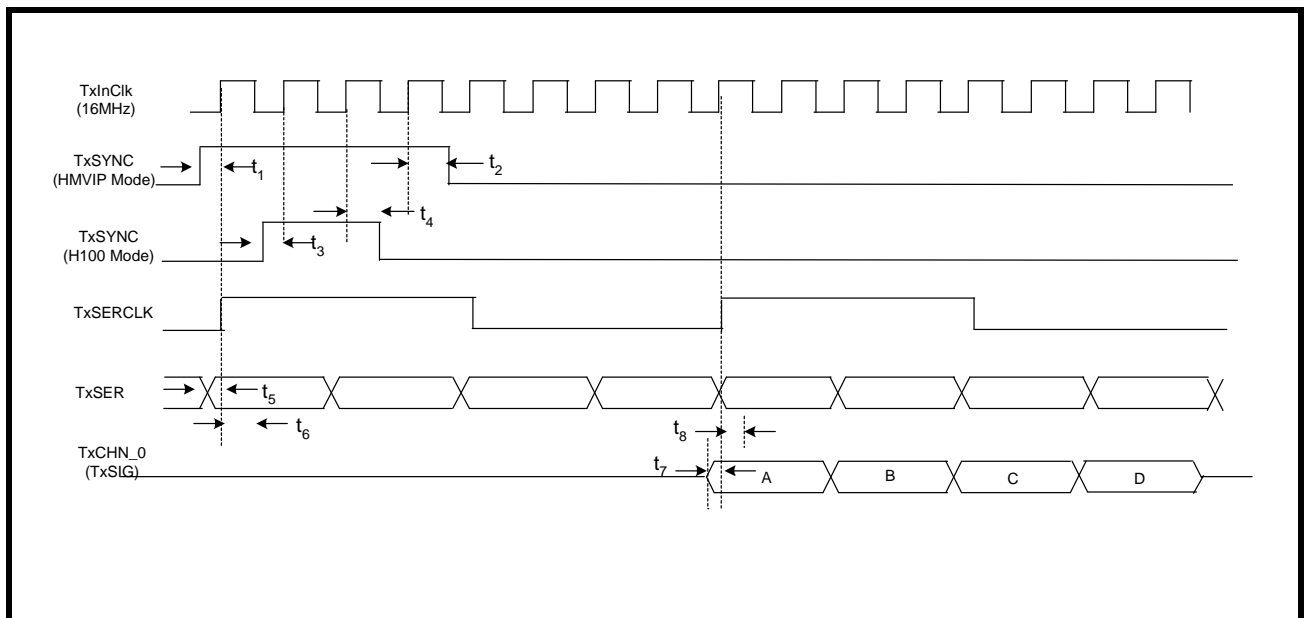 TxInClk
(16MHz)
TxSYNC
(HMVIP Mode)
t1
t2
t4
TxSYNC
(H100 Mode)
t3
TxSERCLK
TxSER
t5
t6
t8
TxCHN_0
(TxSIG)
t7
A
B
C
D